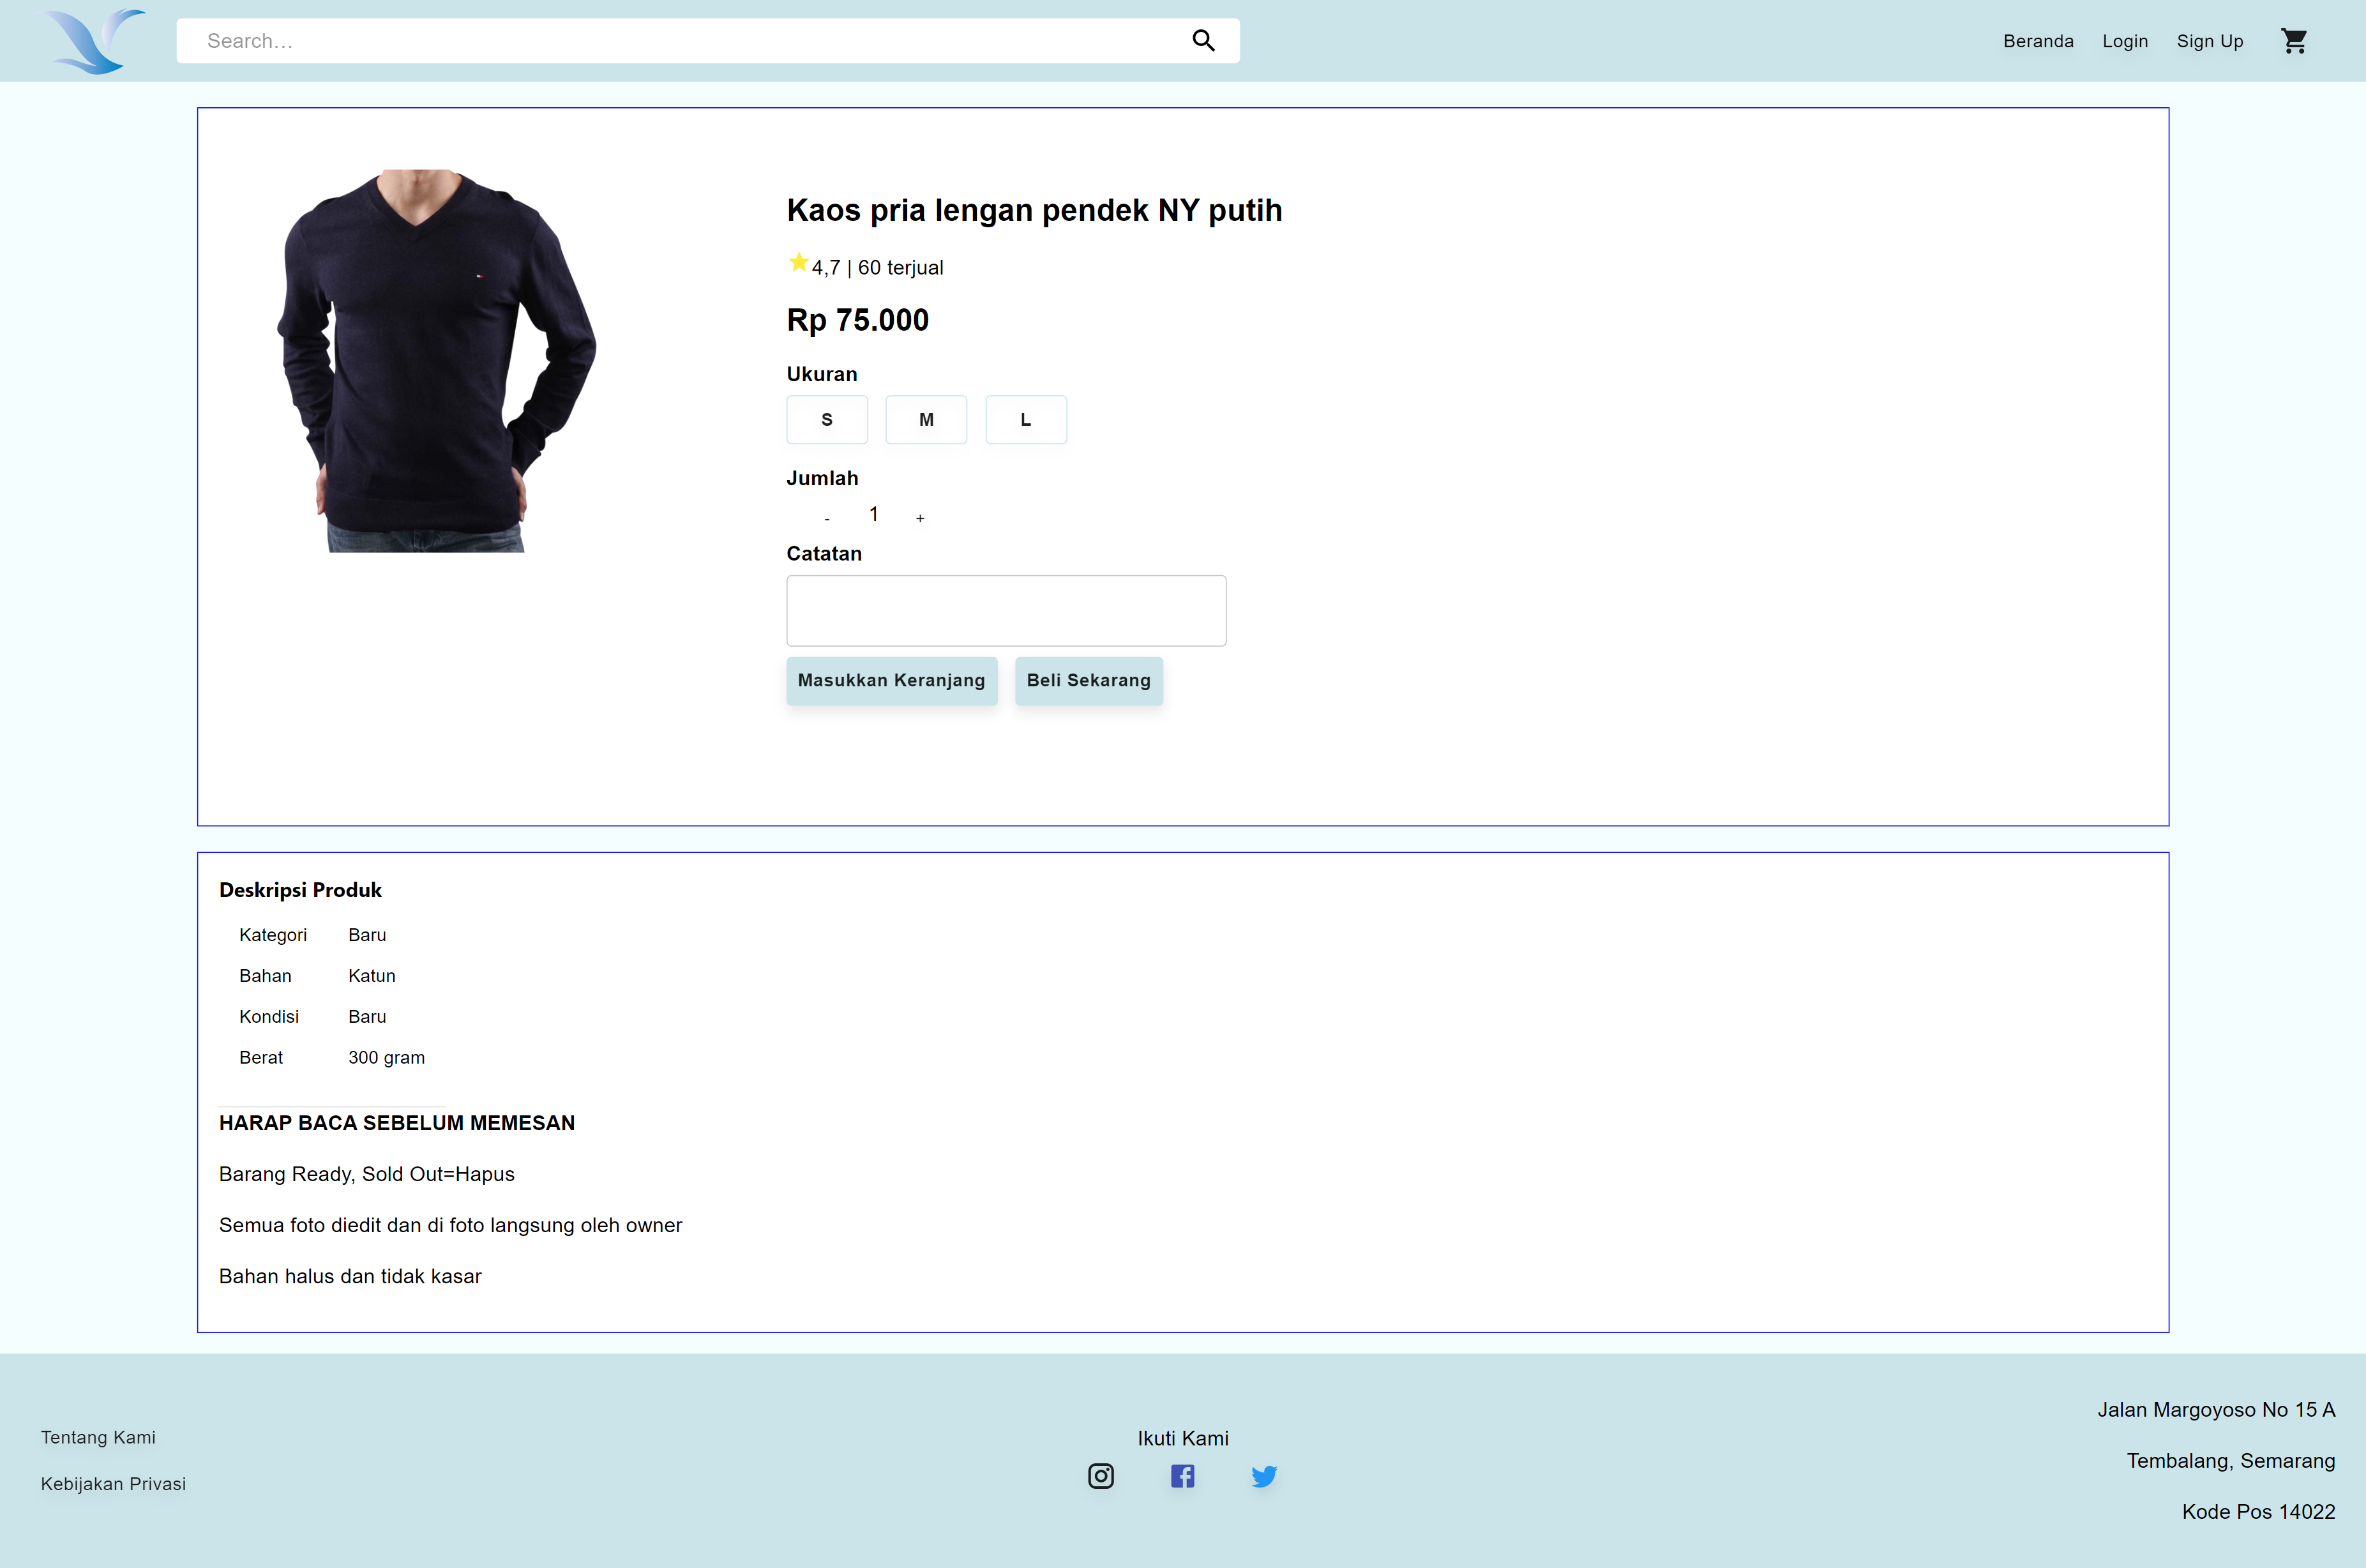 Search…
Beranda Login Sign Up
Kaos pria lengan pendek NY putih
4,7 | 60 terjual
Rp 75.000
Ukuran
S M L
Jumlah
- 1 +
Catatan
Masukkan Keranjang Beli Sekarang
Deskripsi Produk
Kategori Baru
Bahan Katun
Kondisi Baru
Berat 300 gram
HARAP BACA SEBELUM MEMESAN
Barang Ready, Sold Out=Hapus
Semua foto diedit dan di foto langsung oleh owner
Bahan halus dan tidak kasar
Tentang Kami
Kebijakan Privasi
Ikuti Kami
Jalan Margoyoso No 15 A
Tembalang, Semarang
Kode Pos 14022